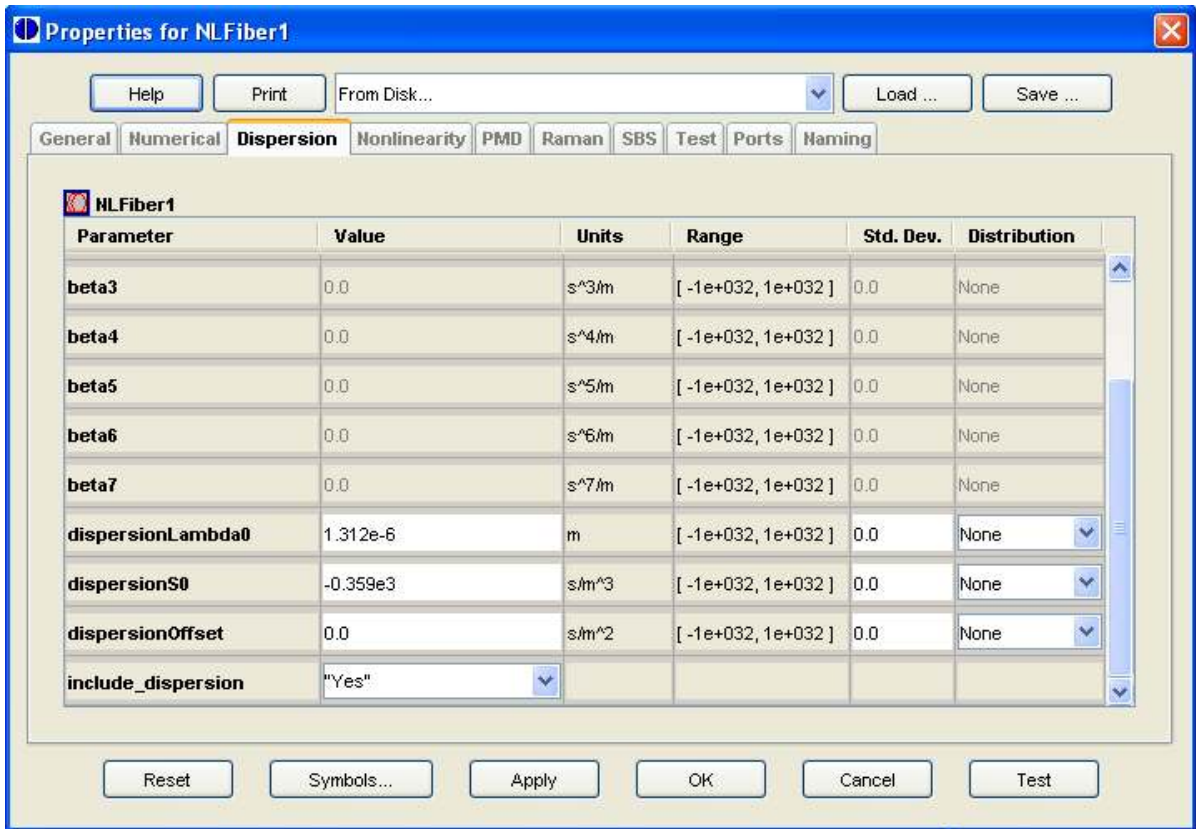 Properties for NLFiber1
Help Print From Disk... Load ... Save ...
General Numerical Dispersion Nonlinearity PMD Raman SBS Test Ports Naming
NLFiber1
Parameter Value Units Range Std. Dev. Distribution
beta3 0.0 s^3/m [ -1e+032, 1e+032 ] 0.0 None
beta4 0.0 s^4/m [ -1e+032, 1e+032 ] 0.0 None
beta5 0.0 s^5/m [ -1e+032, 1e+032 ] 0.0 None
beta6 0.0 s^6/m [ -1e+032, 1e+032 ] 0.0 None
beta7 0.0 s^7/m [ -1e+032, 1e+032 ] 0.0 None
dispersionLambda0 1.312e-6 m [ -1e+032, 1e+032 ] 0.0 None
dispersionS0 -0.359e3 s/m^3 [ -1e+032, 1e+032 ] 0.0 None
dispersionOffset 0.0 s/m^2 [ -1e+032, 1e+032 ] 0.0 None
include_dispersion "Yes"
Reset Symbols... Apply OK Cancel Test